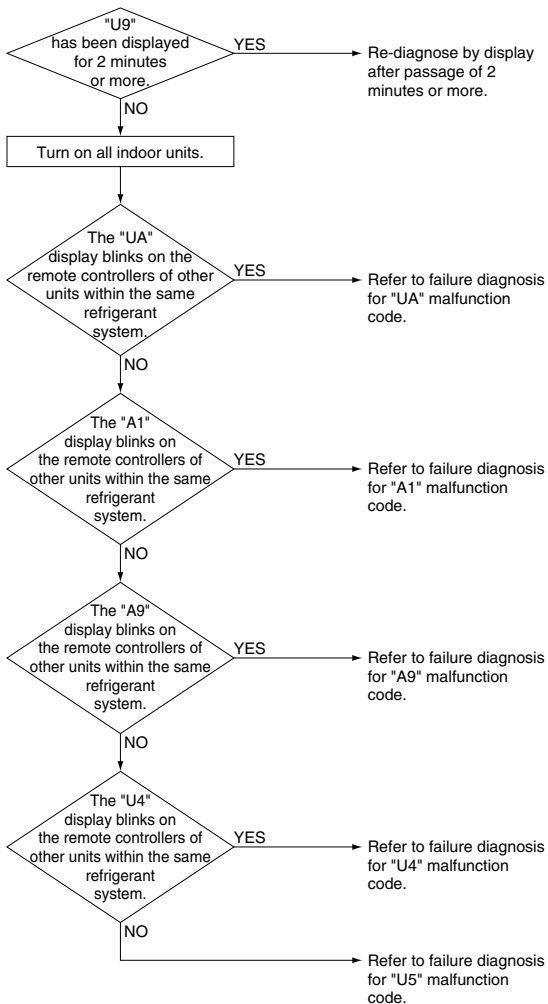 "U9"
has been displayed
for 2 minutes
or more.
YES
Re-diagnose by display
after passage of 2
minutes or more.
NO
Turn on all indoor units.
The "UA"
display blinks on the
remote controllers of other
units within the same
refrigerant
system.
YES
Refer to failure diagnosis
for "UA" malfunction
code.
NO
The "A1"
display blinks on
the remote controllers of
other units within the same
refrigerant
system.
YES
Refer to failure diagnosis
for "A1" malfunction
code.
NO
The "A9"
display blinks on
the remote controllers of
other units within the same
refrigerant
system.
YES
Refer to failure diagnosis
for "A9" malfunction
code.
NO
The "U4"
display blinks on
the remote controllers of
other units within the same
refrigerant
system.
YES
Refer to failure diagnosis
for "U4" malfunction
code.
NO
Refer to failure diagnosis
for "U5" malfunction
code.